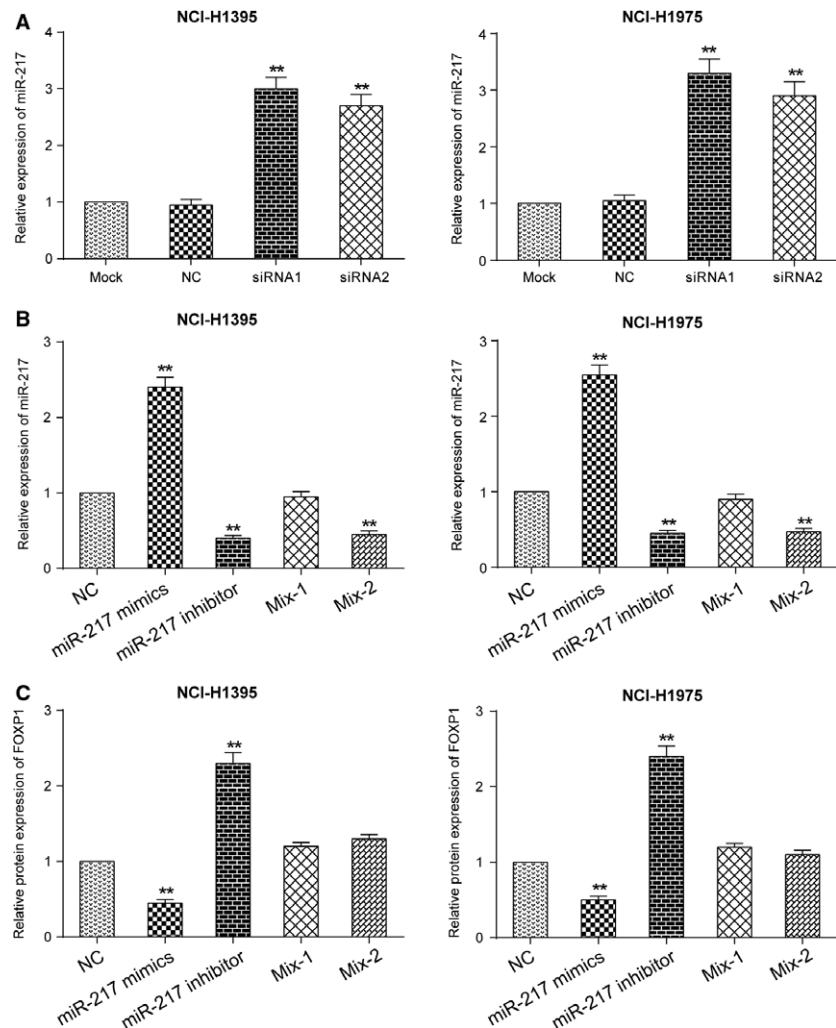 A
NCI-H1395
Relative expression of miR-217
4
3
2
1
0
**
**
Mock NC siRNA1 siRNA2
NCI-H1975
Relative expression of miR-217
4
3
2
1
0
**
**
Mock NC siRNA1 siRNA2
B
NCI-H1395
Relative expression of miR-217
3
2
1
0
**
**
**
NC miR-217 mimics miR-217 inhibitor Mix-1 Mix-2
NCI-H1975
Relative expression of miR-217
3
2
1
0
**
**
**
NC miR-217 mimics miR-217 inhibitor Mix-1 Mix-2
C
NCI-H1395
Relative protein expression of FOXP1
3
2
1
0
**
**
NC miR-217 mimics miR-217 inhibitor Mix-1 Mix-2
NCI-H1975
Relative protein expression of FOXP1
3
2
1
0
**
**
NC miR-217 mimics miR-217 inhibitor Mix-1 Mix-2